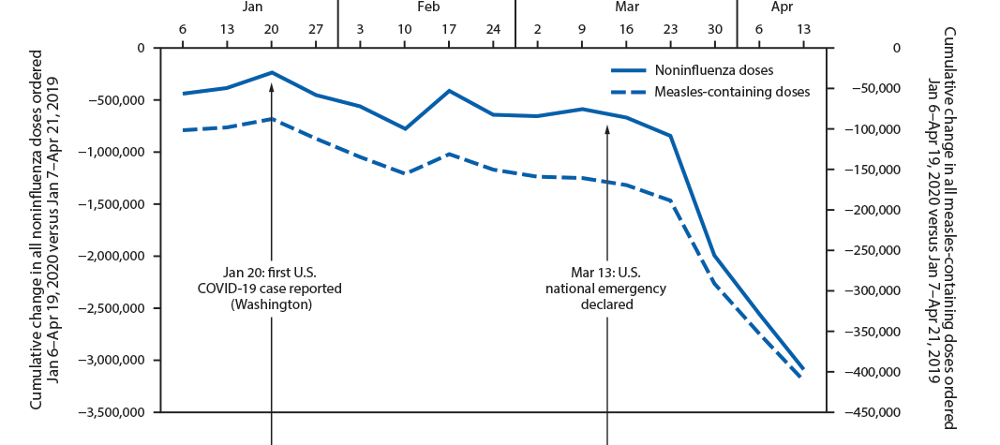 Jan Feb Mar Apr
6 13 20 27 3 10 17 24 2 9 16 23 30 6 13
Cumulative change in all noninfluenza doses ordered
Jan 6–Apr 19, 2020 versus Jan 7–Apr 21, 2019
0
−500,000
−1,000,000
−1,500,000
−2,000,000
−2,500,000
−3,000,000
−3,500,000
Noninfluenza doses
Measles-containing doses
Jan 20: first U.S.
COVID-19 case reported
(Washington)
Mar 13: U.S.
national emergency
declared
0
−50,000
−100,000
−150,000
−200,000
−250,000
−300,000
−350,000
−400,000
−450,000
Cumulative change in all measles-containing doses ordered
Jan 6–Apr 19, 2020 versus Jan 7–Apr 21, 2019